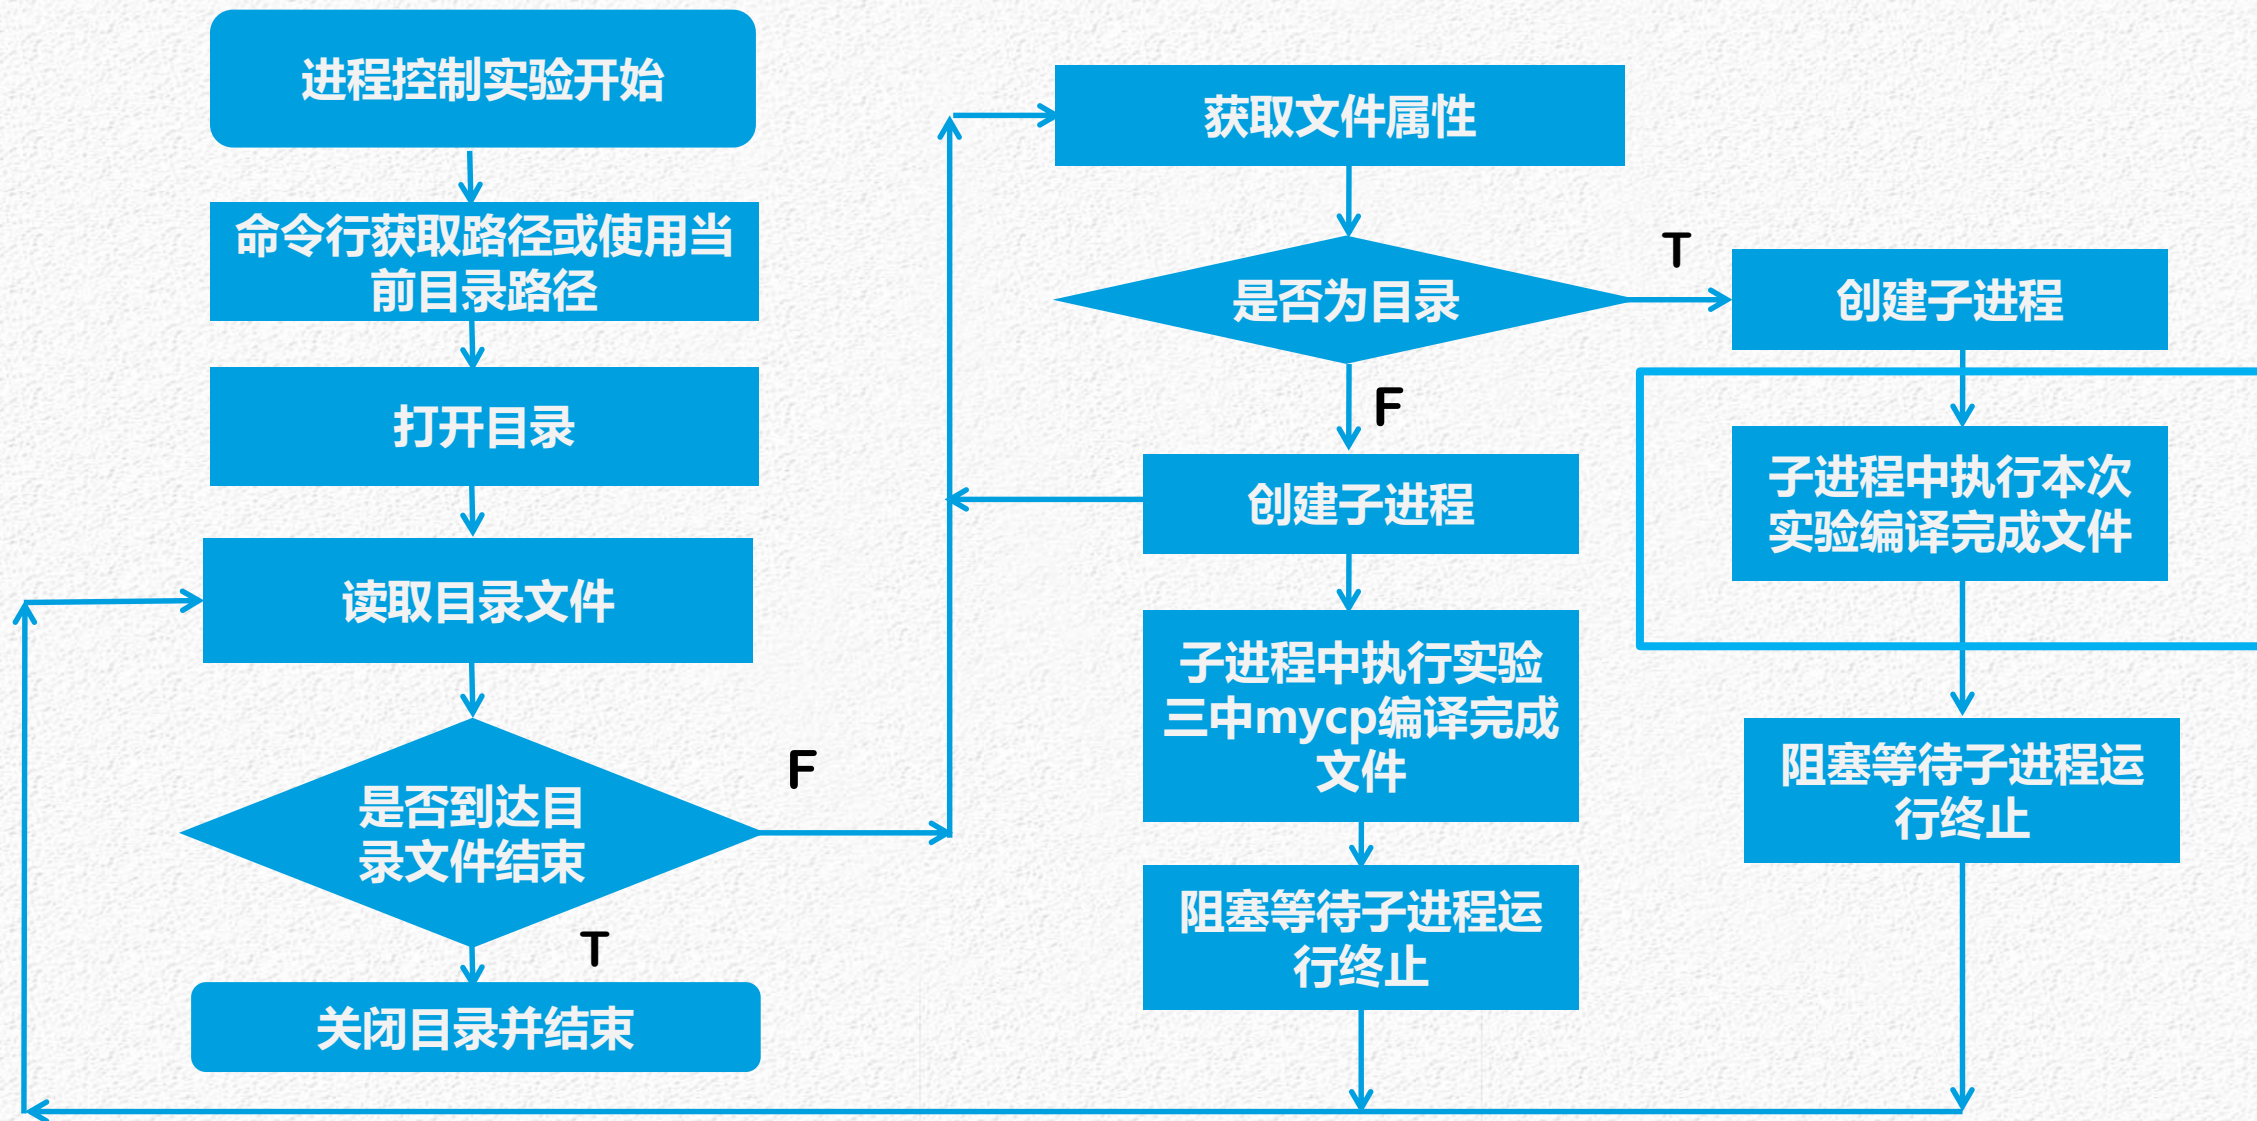 进程控制实验开始
命令行获取路径或使用当
前目录路径
打开目录
读取目录文件
是否到达目
录文件结束
F
T
关闭目录并结束
获取文件属性
是否为目录
T
F
创建子进程
子进程中执行实验
三中mycp编译完成
文件
阻塞等待子进程运
行终止
创建子进程
子进程中执行本次
实验编译完成文件
阻塞等待子进程运
行终止